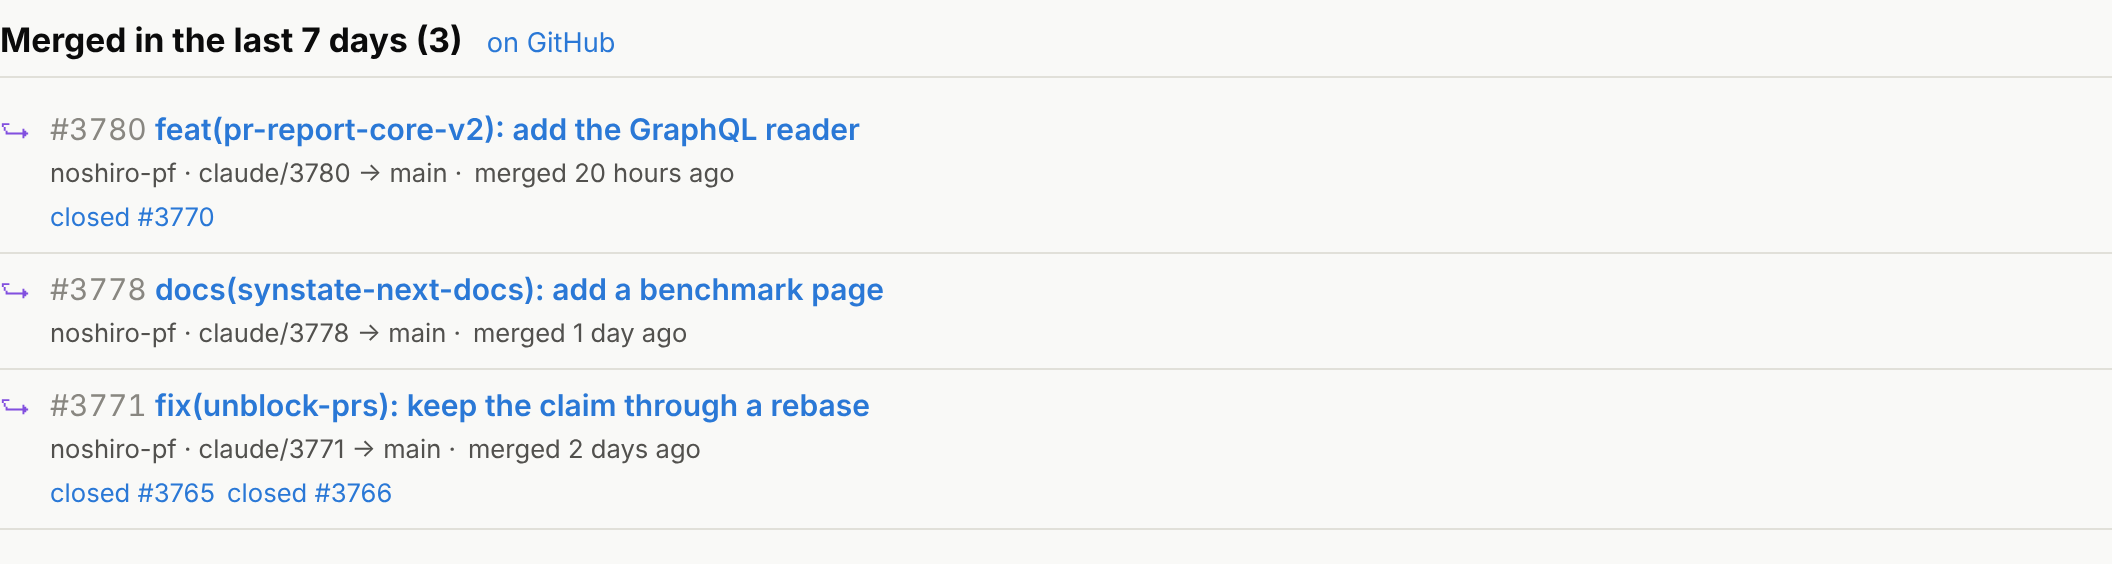 Merged in the last 7 days (3) on GitHub
#3780 feat(pr-report-core-v2): add the GraphQL reader
noshiro-pf · claude/3780 → main · merged 20 hours ago
closed #3770
#3778 docs(synstate-next-docs): add a benchmark page
noshiro-pf · claude/3778 → main · merged 1 day ago
#3771 fix(unblock-prs): keep the claim through a rebase
noshiro-pf · claude/3771 → main · merged 2 days ago
closed #3765 closed #3766